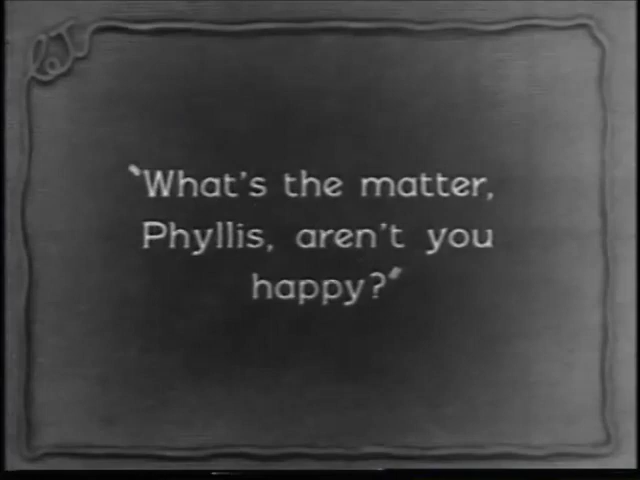 "What's the matter,
Phyllis, aren't you
happy?"